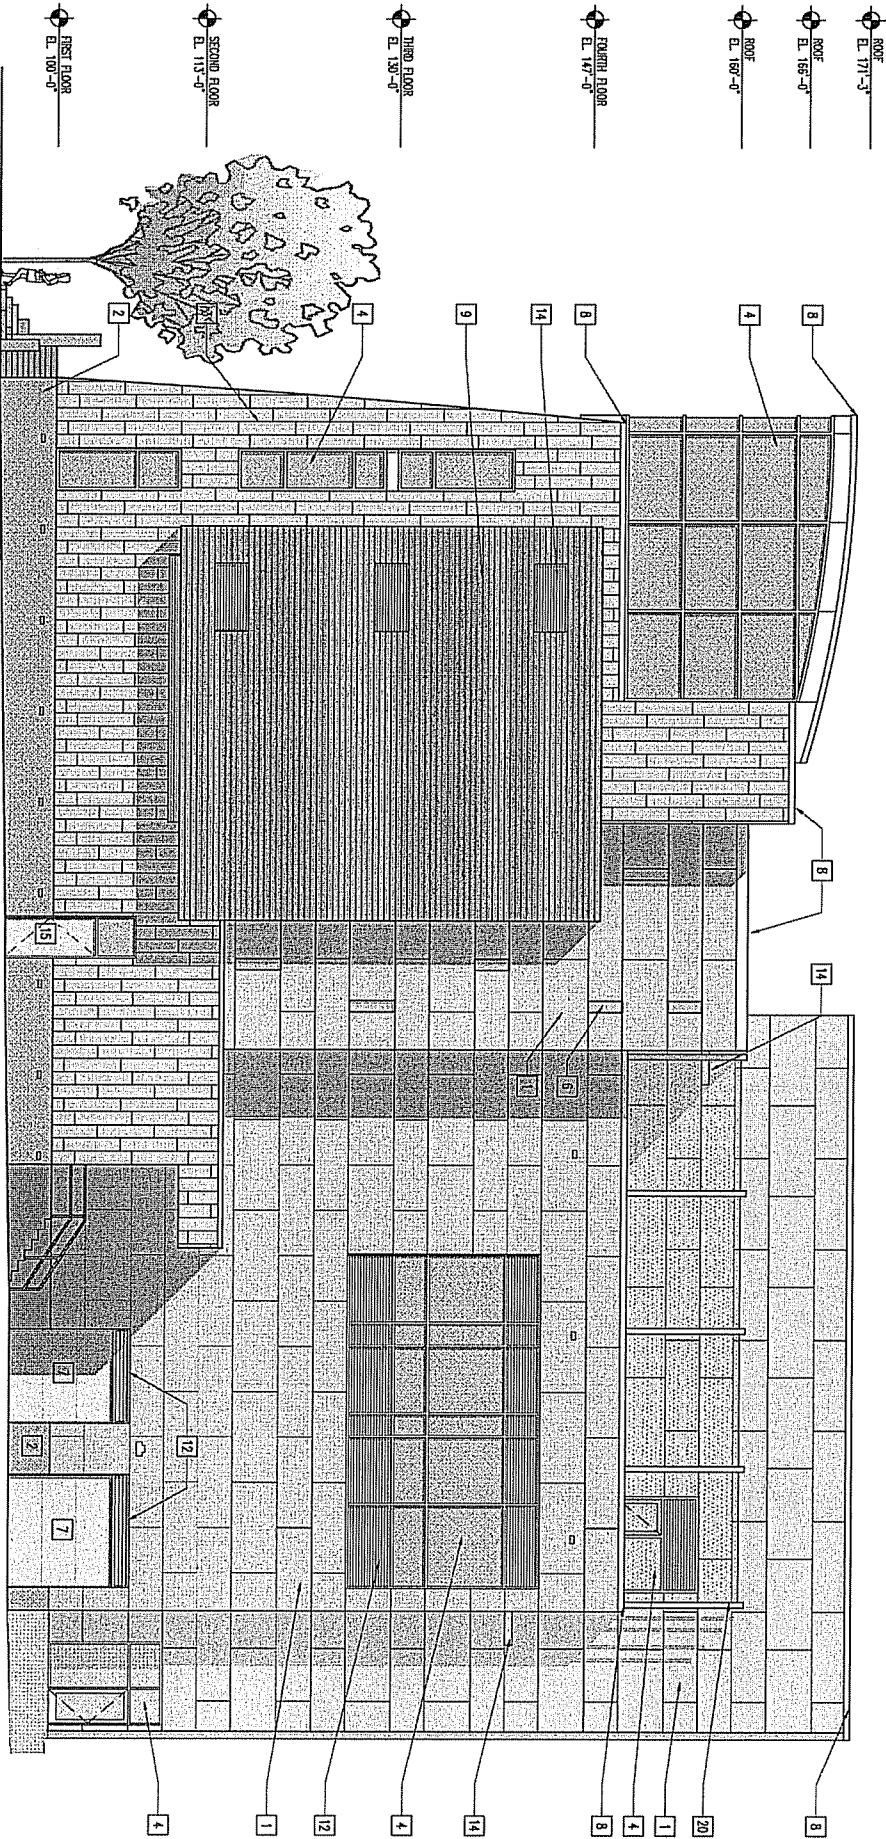 ROOF
EL. 171'-3"
ROOF
EL. 166'-0"
ROOF
EL. 160'-0"
FOURTH FLOOR
EL. 147'-0"
THIRD FLOOR
EL. 130'-0"
SECOND FLOOR
EL. 113'-0"
FIRST FLOOR
EL. 100'-0"
8
4
8
14
9
4
2
8
14
6
15
12
7
2
7
8
20
1
4
8
14
4
12
1
4